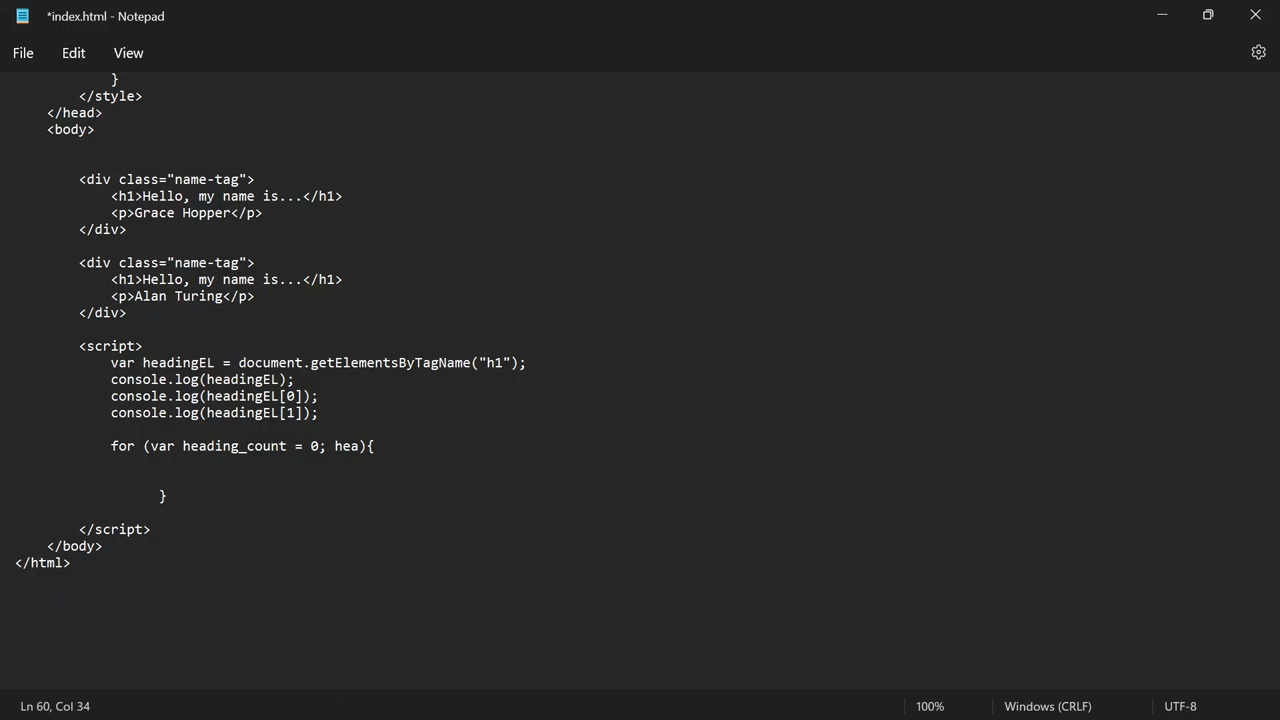 *index.html - Notepad
File Edit View
}
</style>
</head>
<body>
<div class="name-tag">
<h1>Hello, my name is...</h1>
<p>Grace Hopper</p>
</div>
<div class="name-tag">
<h1>Hello, my name is...</h1>
<p>Alan Turing</p>
</div>
<script>
var headingEL = document.getElementsByTagName("h1");
console.log(headingEL);
console.log(headingEL[0]);
console.log(headingEL[1]);
for (var heading_count = 0; hea){
}
</script>
</body>
</html>
Ln 60, Col 34 100% Windows (CRLF) UTF-8